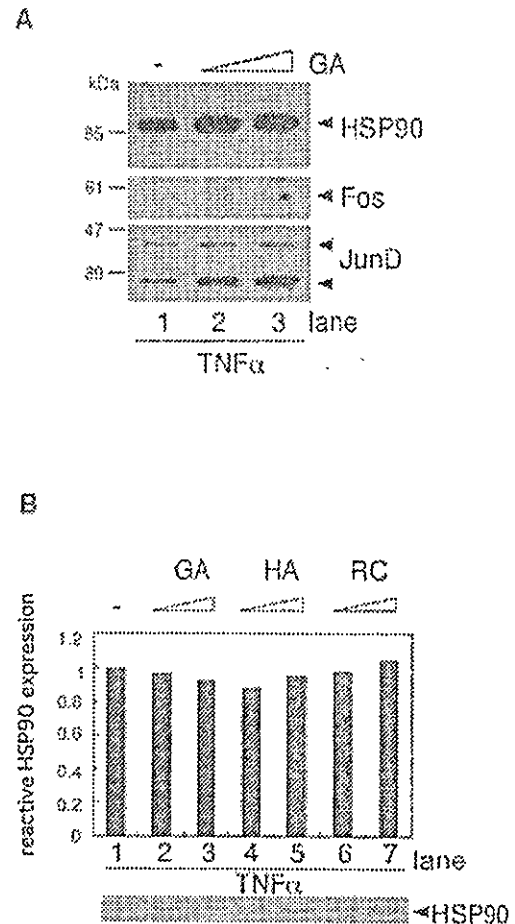 A
- GA
kDa
85 HSP90
61 Fos
47
39 JunD
1 2 3 lane
TNFα
B
GA HA RC
-
reactive HSP90 expression
1.2
1
0.8
0.6
0.4
0.2
0
1 2 3 4 5 6 7 lane
TNFα
HSP90